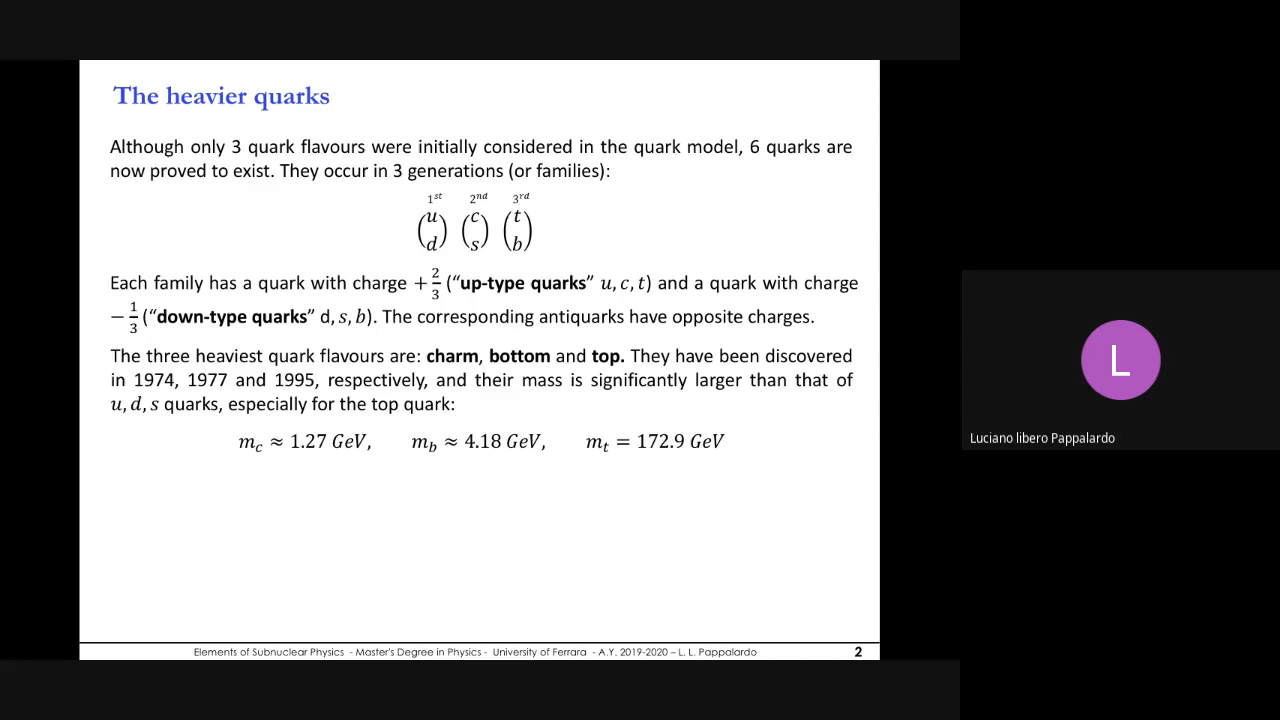 The heavier quarks
Although only 3 quark flavours were initially considered in the quark model, 6 quarks are
now proved to exist. They occur in 3 generations (or families):
1st 2nd 3rd
(u d) (c s) (t b)
Each family has a quark with charge +2/3 (“up-type quarks” u, c, t) and a quark with charge
−1/3 (“down-type quarks” d, s, b). The corresponding antiquarks have opposite charges.
The three heaviest quark flavours are: charm, bottom and top. They have been discovered
in 1974, 1977 and 1995, respectively, and their mass is significantly larger than that of
u, d, s quarks, especially for the top quark:
m_c ≈ 1.27 GeV, m_b ≈ 4.18 GeV, m_t = 172.9 GeV
Elements of Subnuclear Physics - Master's Degree in Physics - University of Ferrara - A.Y. 2019-2020 – L. L. Pappalardo 2
L
Luciano libero Pappalardo